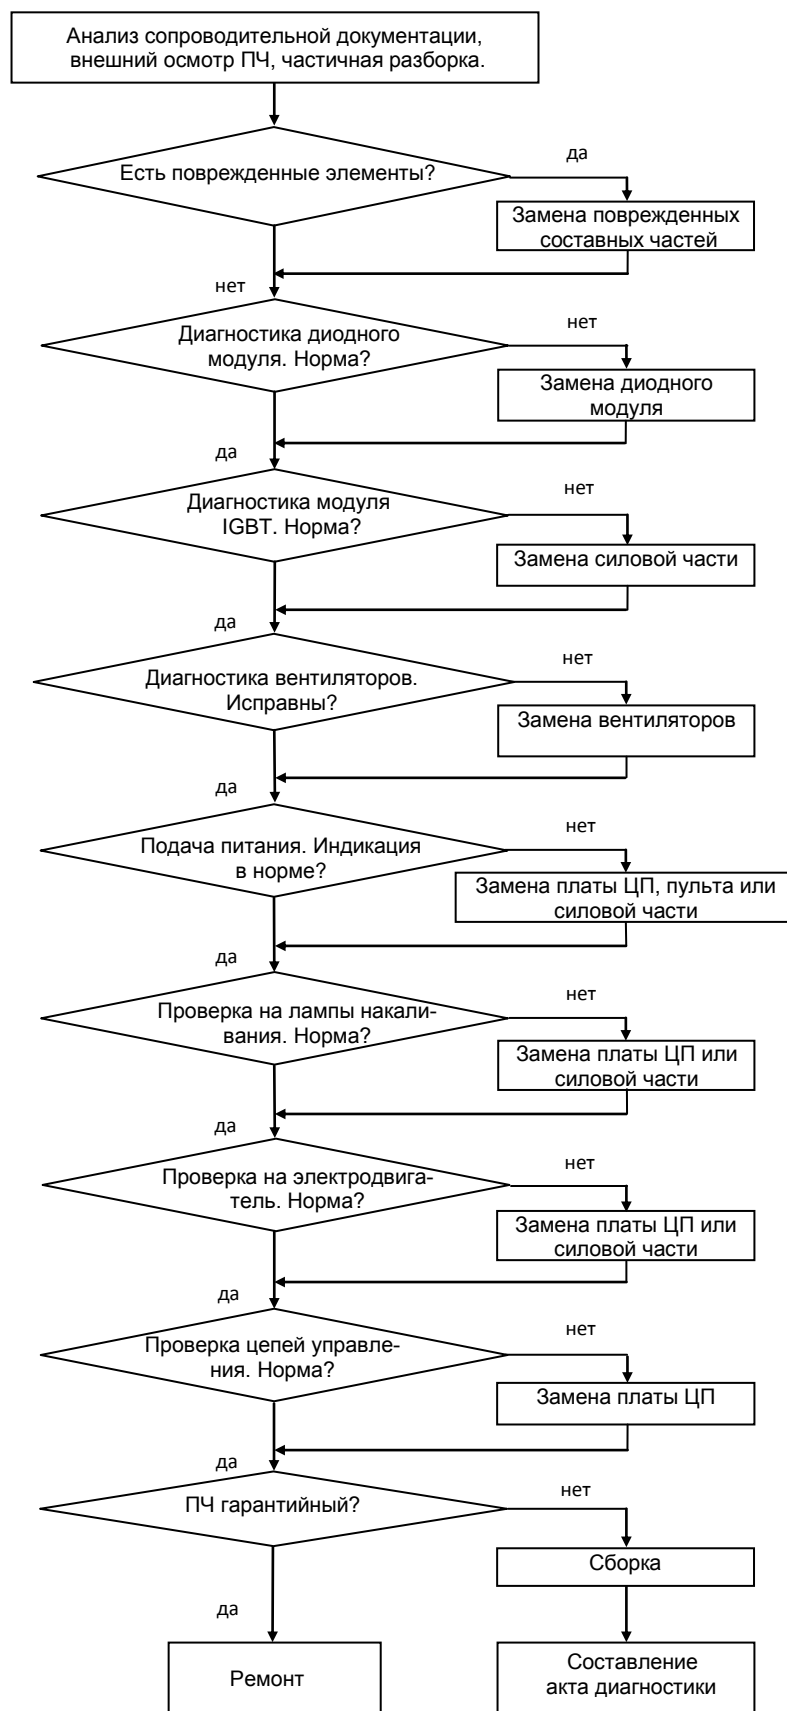 Анализ сопроводительной документации,
внешний осмотр ПЧ, частичная разборка.
да
Есть поврежденные элементы?
Замена поврежденных
составных частей
нет
нет
Диагностика диодного
модуля. Норма?
Замена диодного
модуля
да
нет
Диагностика модуля
IGBT. Норма?
Замена силовой части
да
нет
Диагностика вентиляторов.
Исправны?
Замена вентиляторов
да
нет
Подача питания. Индикация
в норме?
Замена платы ЦП, пульта или
силовой части
да
нет
Проверка на лампы накали-
вания. Норма?
Замена платы ЦП или
силовой части
да
нет
Проверка на электродвига-
тель. Норма?
Замена платы ЦП или
силовой части
да
нет
Проверка цепей управле-
ния. Норма?
Замена платы ЦП
да
нет
ПЧ гарантийный?
Сборка
да
Ремонт
Составление
акта диагностики